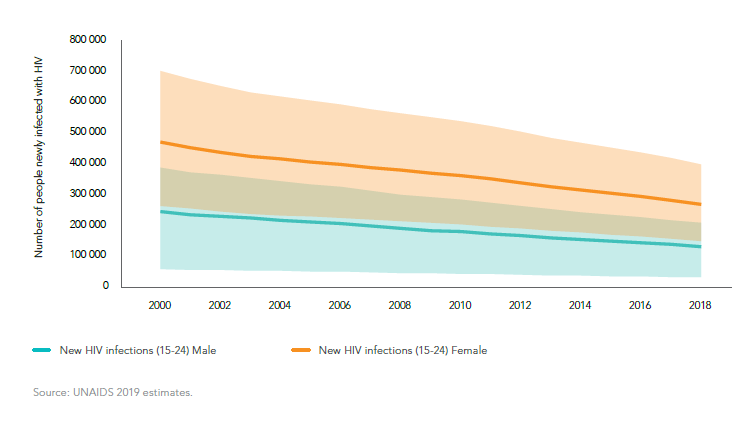 800 000
700 000
600 000
500 000
400 000
300 000
200 000
100 000
0
Number of people newly infected with HIV
2000 2002 2004 2006 2008 2010 2012 2014 2016 2018
New HIV infections (15-24) Male New HIV infections (15-24) Female
Source: UNAIDS 2019 estimates.